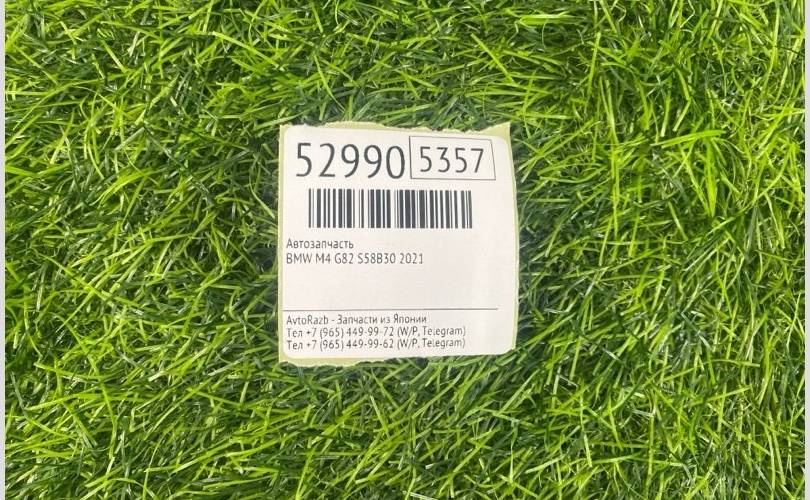 52990 5357
Автозапчасть
BMW M4 G82 S58B30 2021
AvtoRazb - Запчасти из Японии
Тел +7 (965) 449-99-72 (W/P, Telegram)
Тел +7 (965) 449-99-62 (W/P, Telegram)